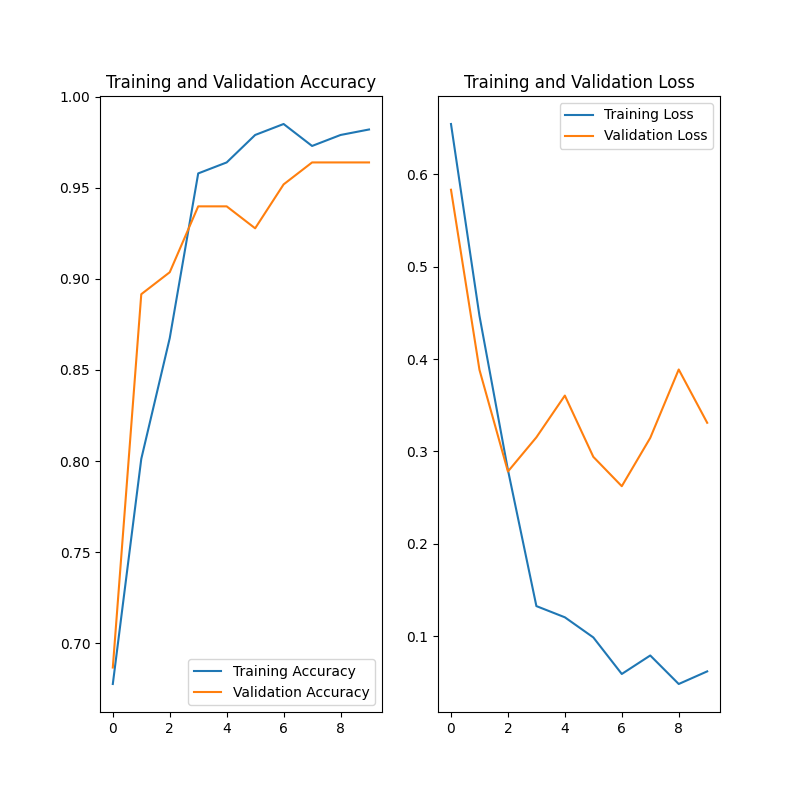 Training and Validation Accuracy
1.00
0.95
0.90
0.85
0.80
0.75
0.70
0 2 4 6 8
Training Accuracy
Validation Accuracy
Training and Validation Loss
0.6
0.5
0.4
0.3
0.2
0.1
0 2 4 6 8
Training Loss
Validation Loss